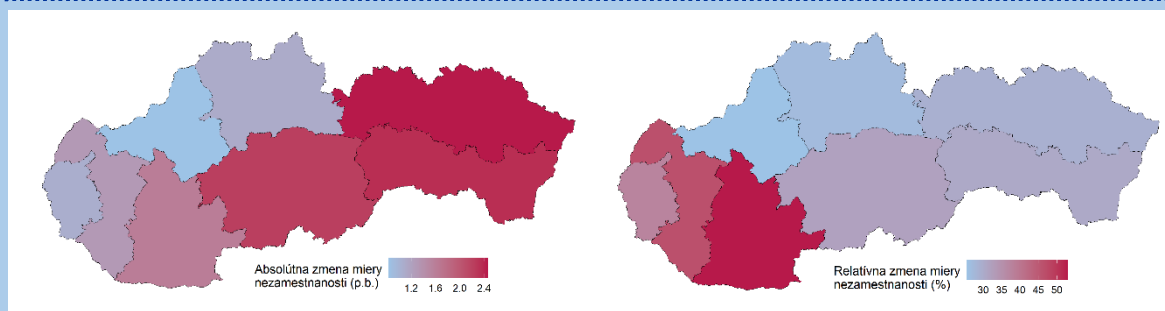 Absolútna zmena miery
nezamestnanosti (p.b.)
1.2 1.6 2.0 2.4
Relatívna zmena miery
nezamestnanosti (%)
30 35 40 45 50